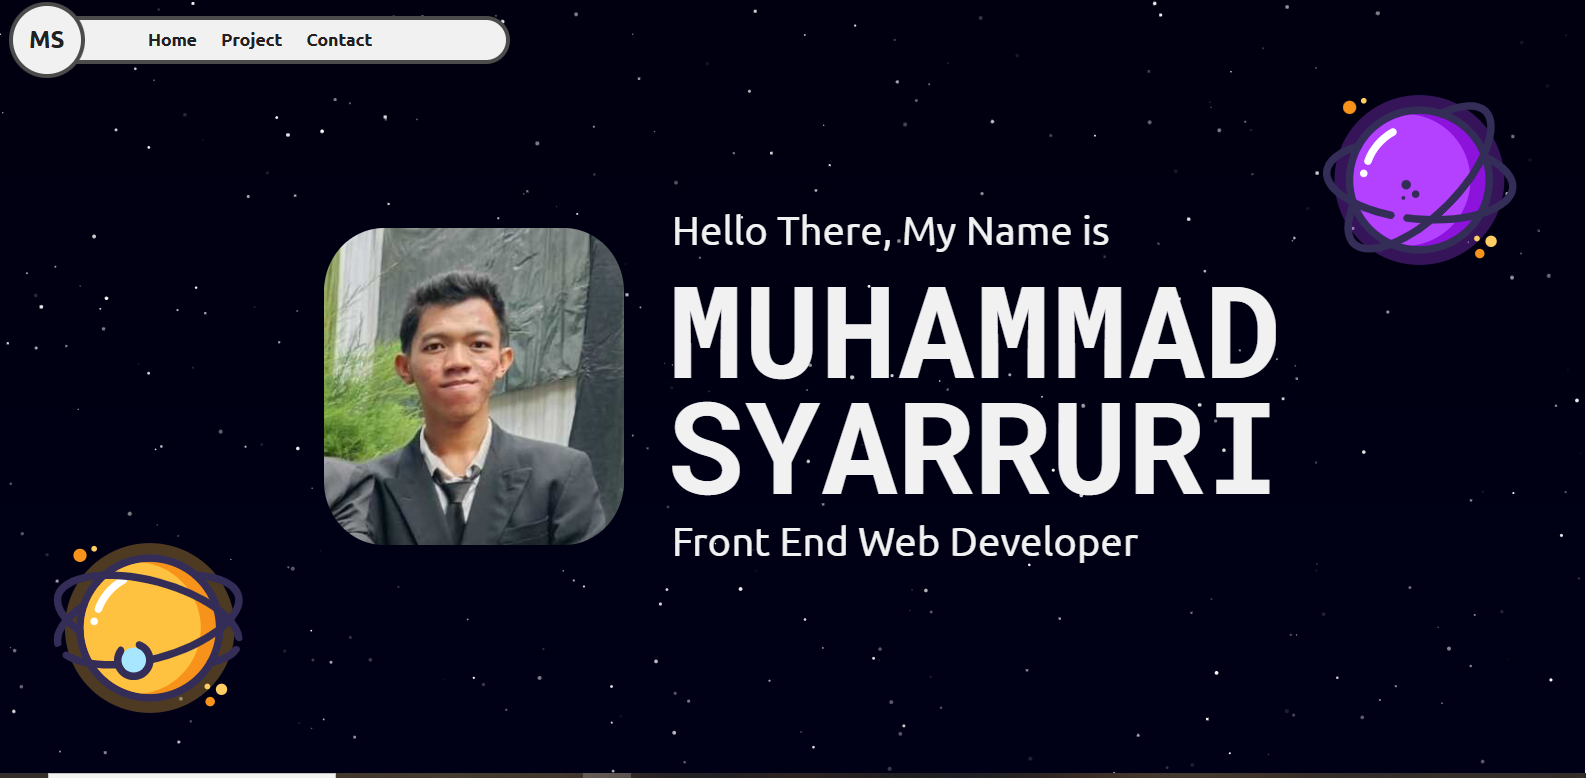 MS
Home Project Contact
Hello There, My Name is
MUHAMMAD
SYARRURI
Front End Web Developer